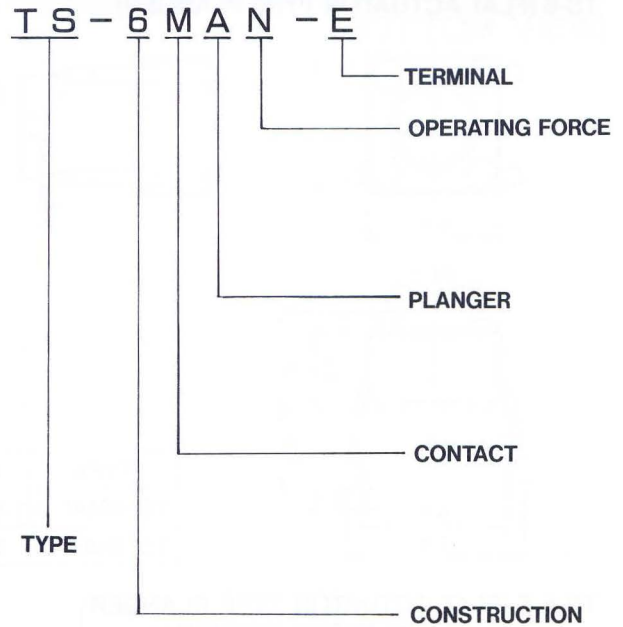 TS-6MAN-E
TERMINAL
OPERATING FORCE
PLANGER
CONTACT
TYPE
CONSTRUCTION